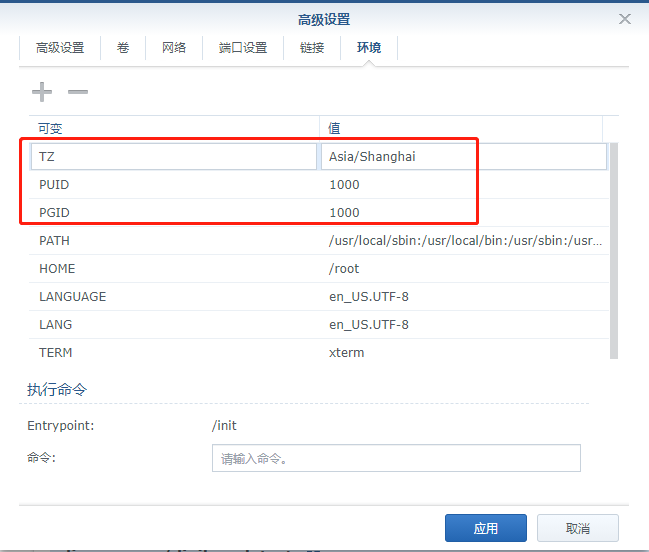 高级设置
高级设置 卷 网络 端口设置 链接 环境
可变 值
TZ Asia/Shanghai
PUID 1000
PGID 1000
PATH /usr/local/sbin:/usr/local/bin:/usr/sbin:/usr...
HOME /root
LANGUAGE en_US.UTF-8
LANG en_US.UTF-8
TERM xterm
执行命令
Entrypoint: /init
命令: 请输入命令。
应用 取消